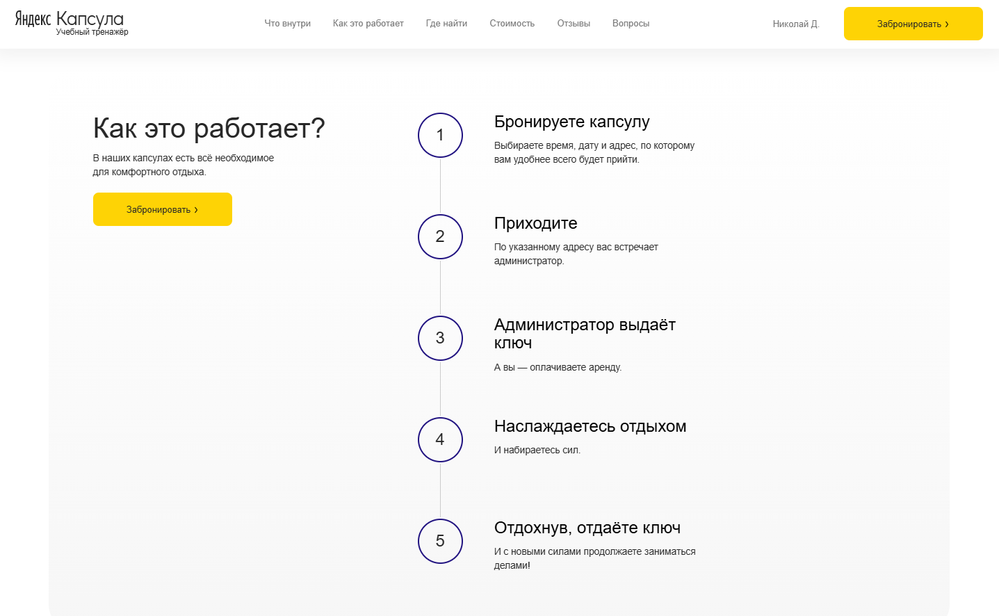 Яндекс Капсула
Учебный тренажёр
Что внутри
Как это работает
Где найти
Стоимость
Отзывы
Вопросы
Николай Д.
Забронировать
Как это работает?
В наших капсулах есть всё необходимое
для комфортного отдыха.
Забронировать
1
Бронируете капсулу
Выбираете время, дату и адрес, по которому
вам удобнее всего будет прийти.
2
Приходите
По указанному адресу вас встречает
администратор.
3
Администратор выдаёт
ключ
А вы — оплачиваете аренду.
4
Наслаждаетесь отдыхом
И набираетесь сил.
5
Отдохнув, отдаёте ключ
И с новыми силами продолжаете заниматься
делами!